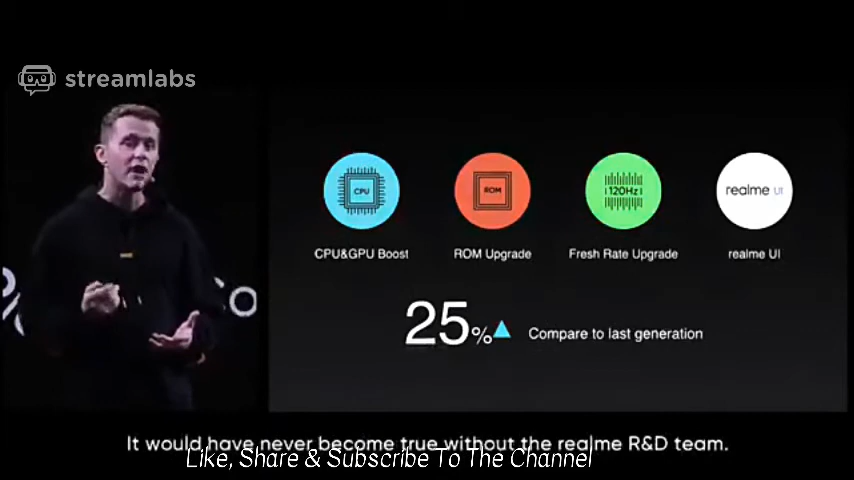 streamlabs
CPU
ROM
120Hz
realme UI
CPU&GPU Boost
ROM Upgrade
Fresh Rate Upgrade
realme UI
25%
Compare to last generation
It would have never become true without the realme R&D team.
Like, Share & Subscribe To The Channel